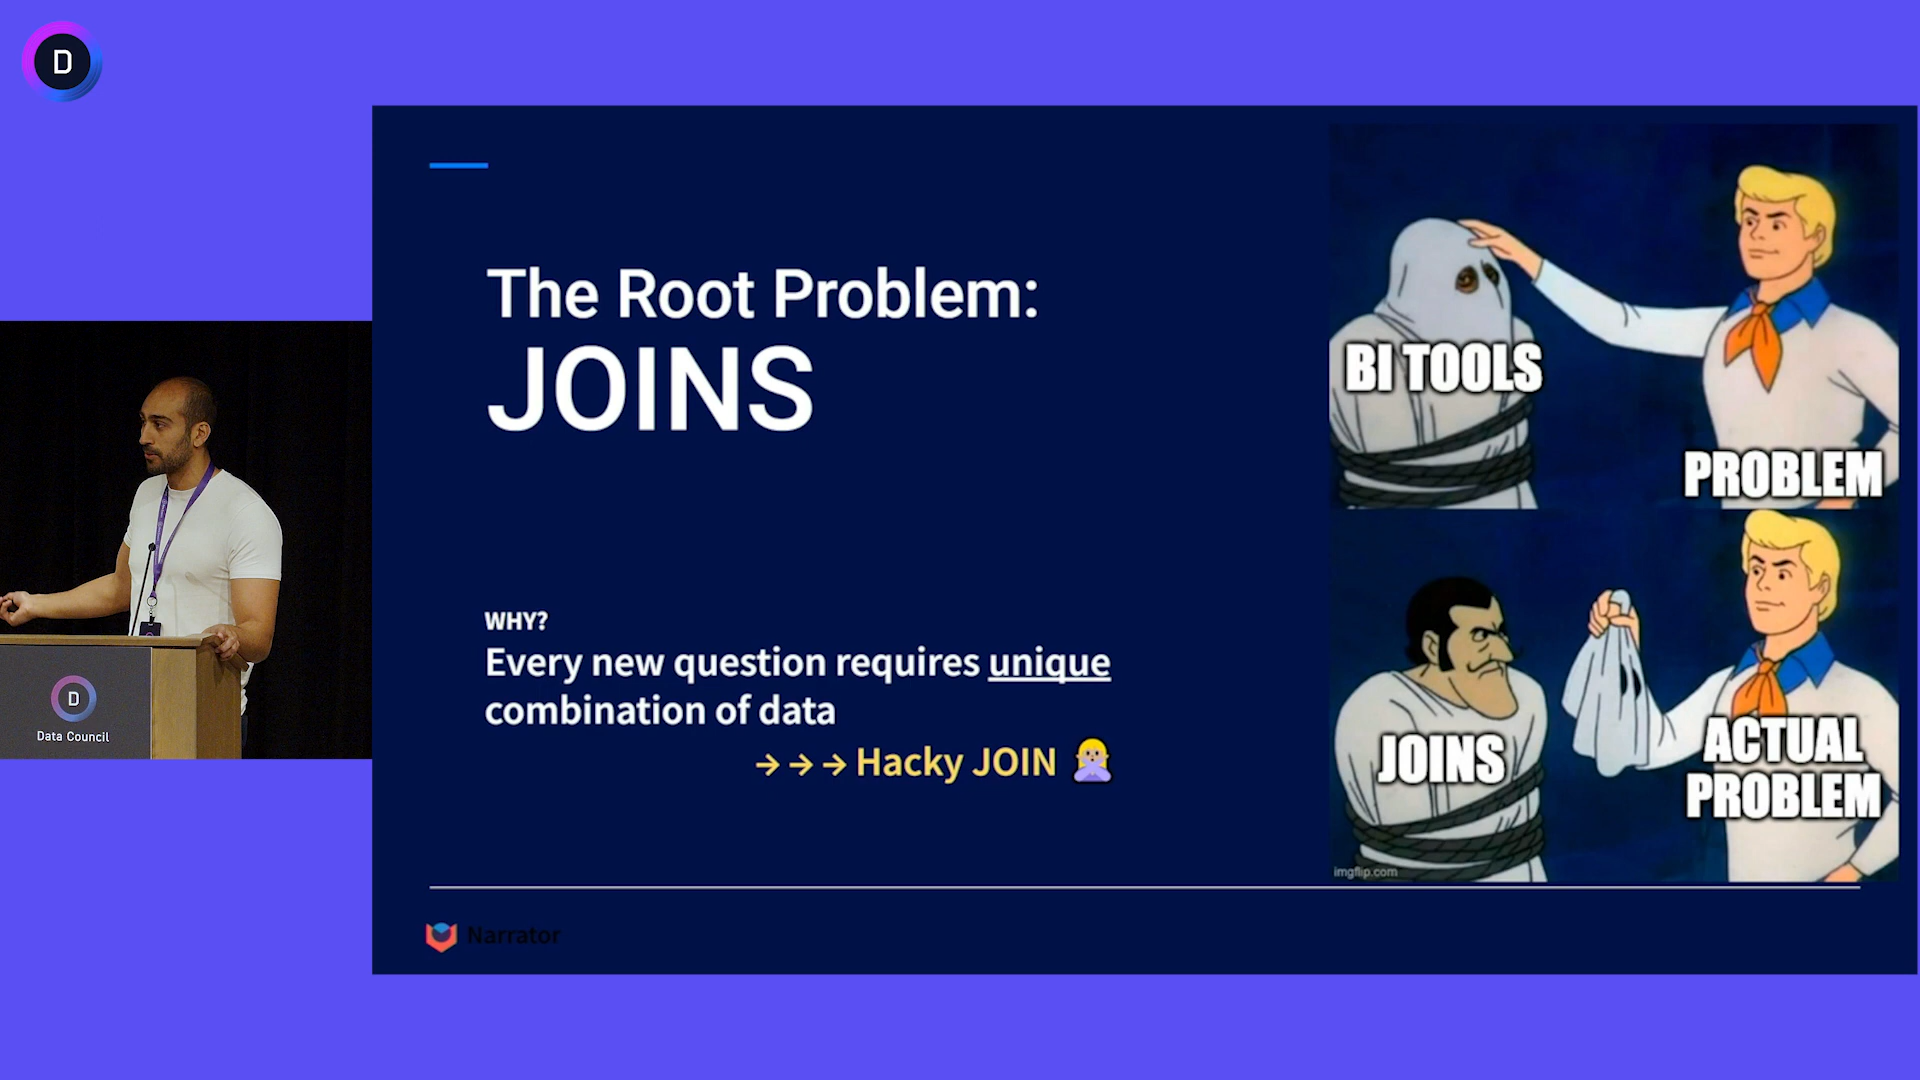 D
The Root Problem:
JOINS
WHY?
Every new question requires unique
combination of data
→→→ Hacky JOIN
Narrator
BI TOOLS
PROBLEM
JOINS
ACTUAL
PROBLEM
imgflip.com
D
Data Council